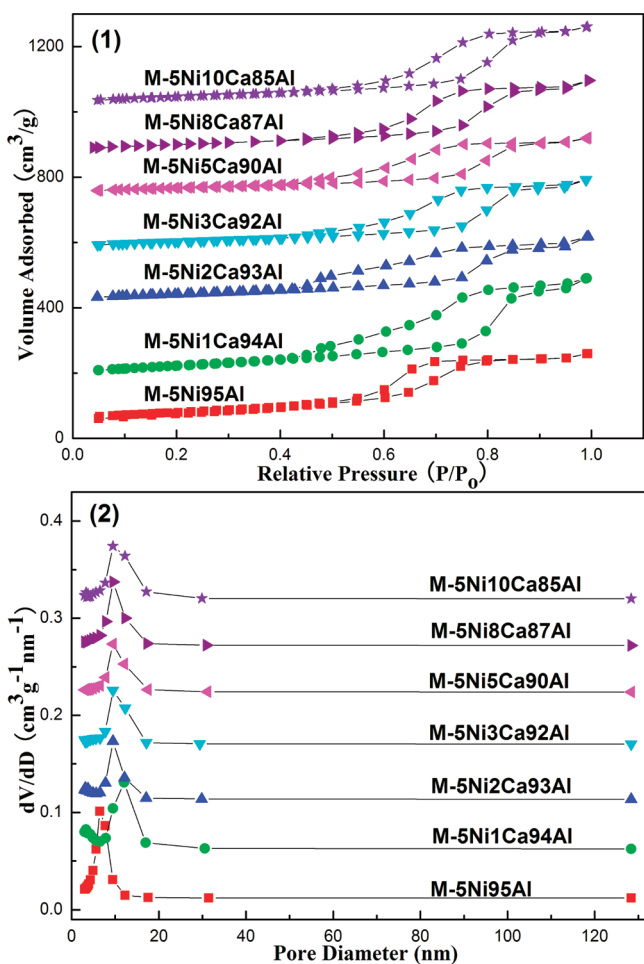 (1)
1200
800
400
0
Volume Adsorbed (cm³/g)
M-5Ni10Ca85Al
M-5Ni8Ca87Al
M-5Ni5Ca90Al
M-5Ni3Ca92Al
M-5Ni2Ca93Al
M-5Ni1Ca94Al
M-5Ni95Al
0.0 0.2 0.4 0.6 0.8 1.0
Relative Pressure (P/Po)
(2)
0.4
0.3
0.2
0.1
0.0
dV/dD (cm³g⁻¹nm⁻¹)
M-5Ni10Ca85Al
M-5Ni8Ca87Al
M-5Ni5Ca90Al
M-5Ni3Ca92Al
M-5Ni2Ca93Al
M-5Ni1Ca94Al
M-5Ni95Al
0 20 40 60 80 100 120
Pore Diameter (nm)